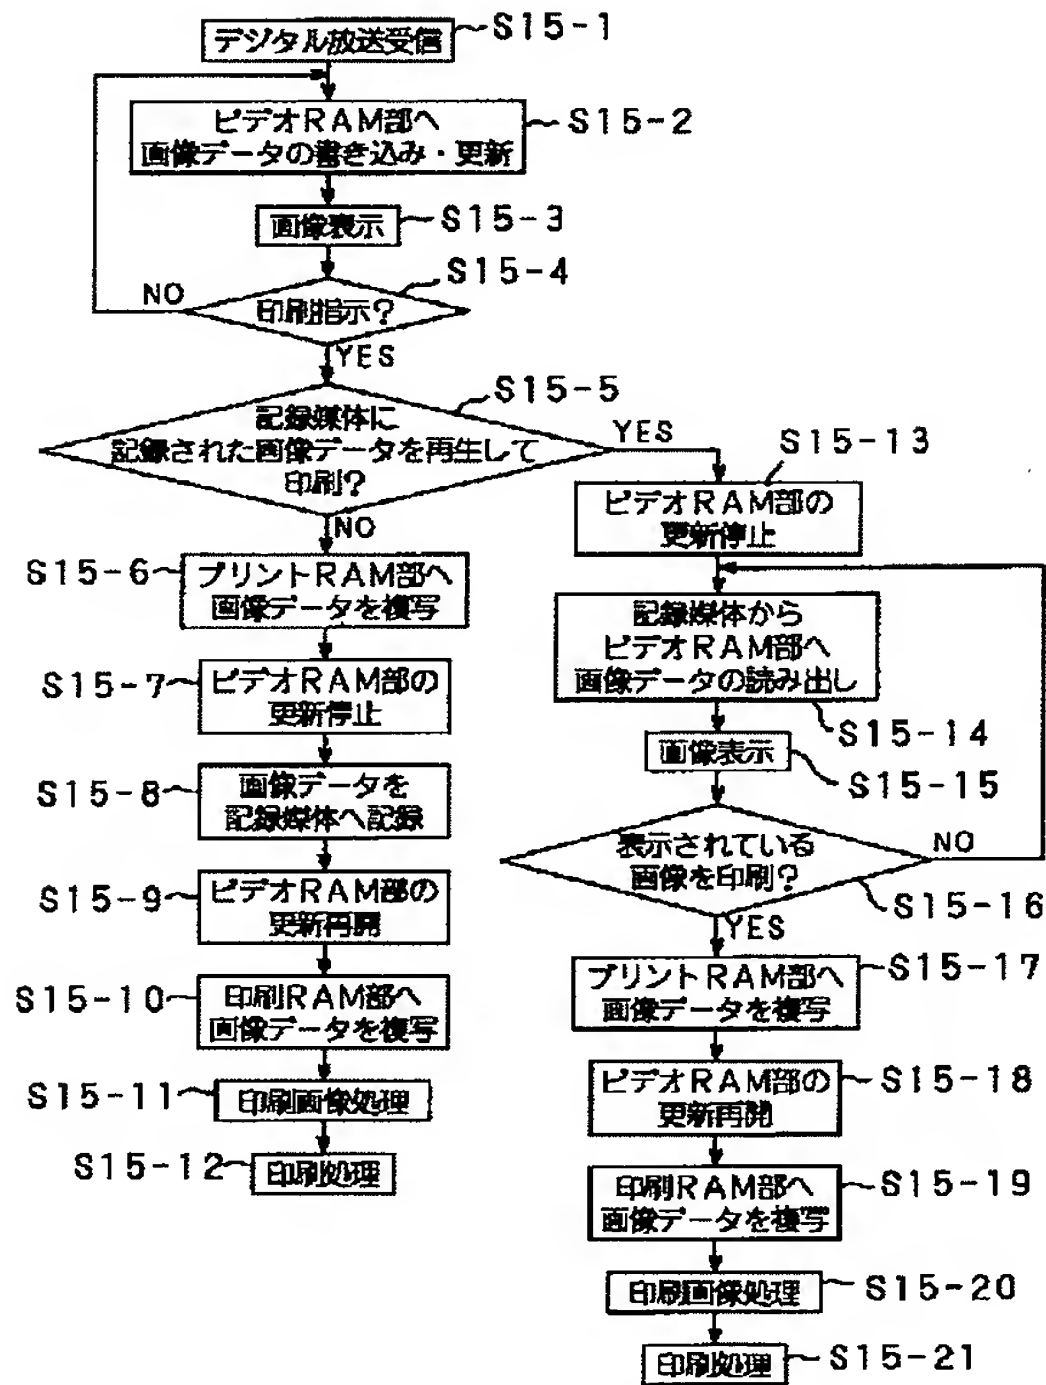 デジタル放送受信
S15-1
ビデオRAM部へ
画像データの書き込み・更新
S15-2
画像表示
S15-3
印刷指示?
S15-4
NO
YES
記録媒体に
記録された画像データを再生して
印刷?
S15-5
YES
NO
プリントRAM部へ
画像データを複写
S15-6
ビデオRAM部の
更新停止
S15-7
画像データを
記録媒体へ記録
S15-8
ビデオRAM部の
更新再開
S15-9
印刷RAM部へ
画像データを複写
S15-10
印刷画像処理
S15-11
印刷処理
S15-12
ビデオRAM部の
更新停止
S15-13
記録媒体から
ビデオRAM部へ
画像データの読み出し
S15-14
画像表示
S15-15
表示されている
画像を印刷?
S15-16
NO
YES
プリントRAM部へ
画像データを複写
S15-17
ビデオRAM部の
更新再開
S15-18
印刷RAM部へ
画像データを複写
S15-19
印刷画像処理
S15-20
印刷処理
S15-21